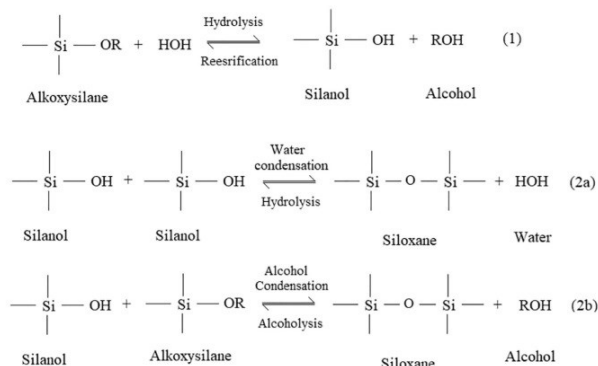 Hydrolysis
Si — OR + HOH Si — OH + ROH (1)
Reesrification
Alkoxysilane Silanol Alcohol
Water
condensation
Si — OH + Si — OH Si — O — Si + HOH (2a)
Hydrolysis
Silanol Silanol Siloxane Water
Alcohol
Condensation
Si — OH + Si — OR Si — O — Si + ROH (2b)
Alcoholysis
Silanol Alkoxysilane Siloxane Alcohol